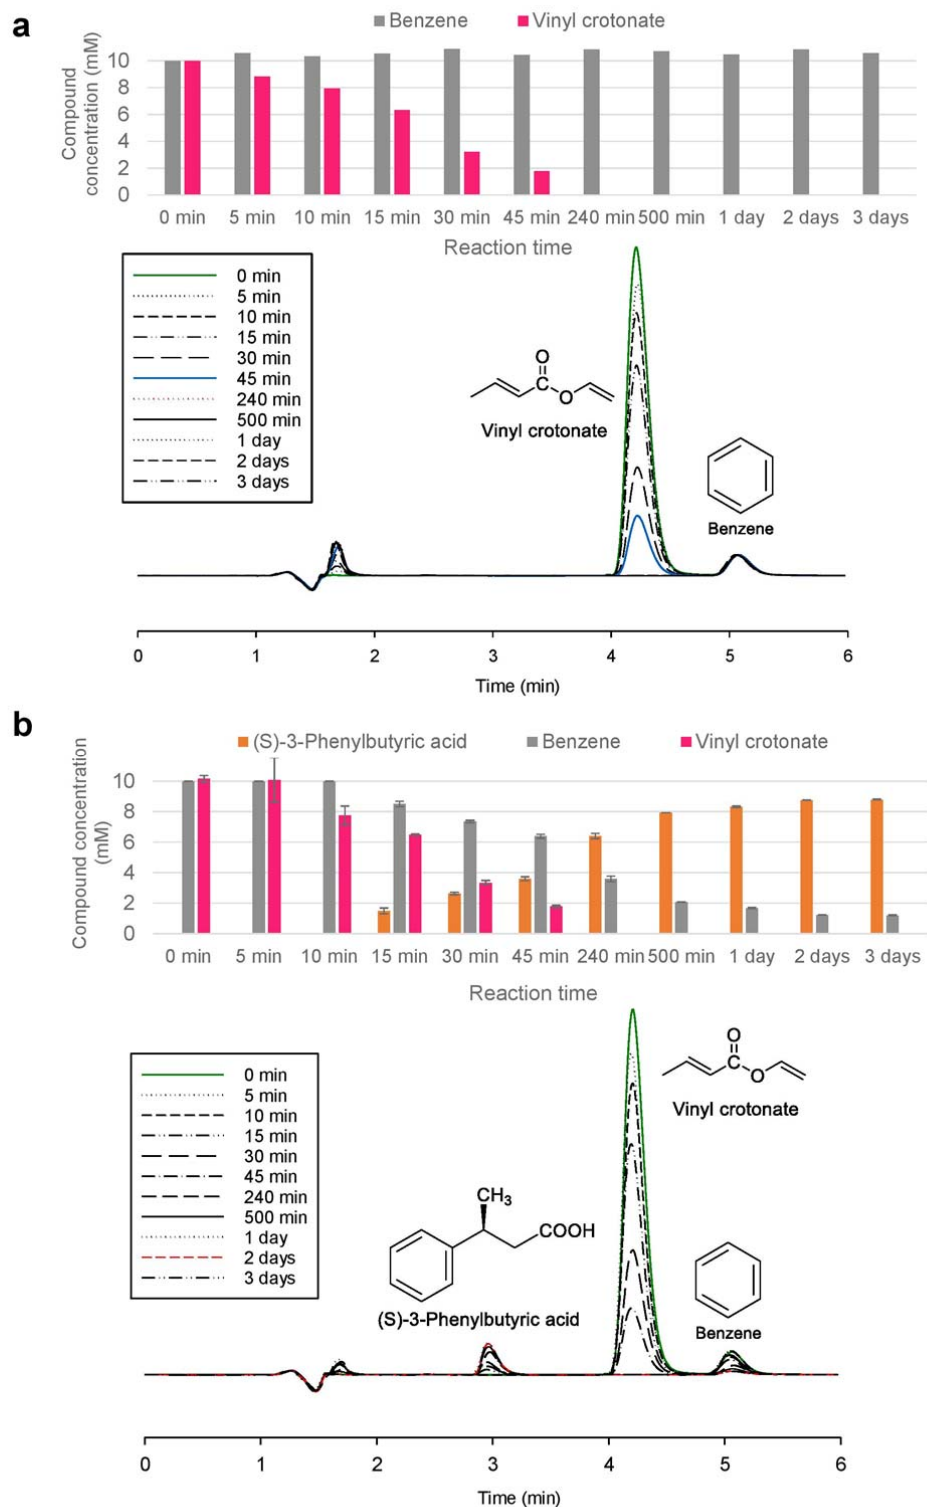 a
Benzene Vinyl crotonate
Compound
concentration (mM)
10
8
6
4
2
0
0 min 5 min 10 min 15 min 30 min 45 min 240 min 500 min 1 day 2 days 3 days
Reaction time
0 min
5 min
10 min
15 min
30 min
45 min
240 min
500 min
1 day
2 days
3 days
O
C
O
Vinyl crotonate
Benzene
0 1 2 3 4 5 6
Time (min)
b
(S)-3-Phenylbutyric acid Benzene Vinyl crotonate
Compound concentration
(mM)
10
8
6
4
2
0
0 min 5 min 10 min 15 min 30 min 45 min 240 min 500 min 1 day 2 days 3 days
Reaction time
0 min
5 min
10 min
15 min
30 min
45 min
240 min
500 min
1 day
2 days
3 days
CH3
COOH
(S)-3-Phenylbutyric acid
O
C
O
Vinyl crotonate
Benzene
0 1 2 3 4 5 6
Time (min)